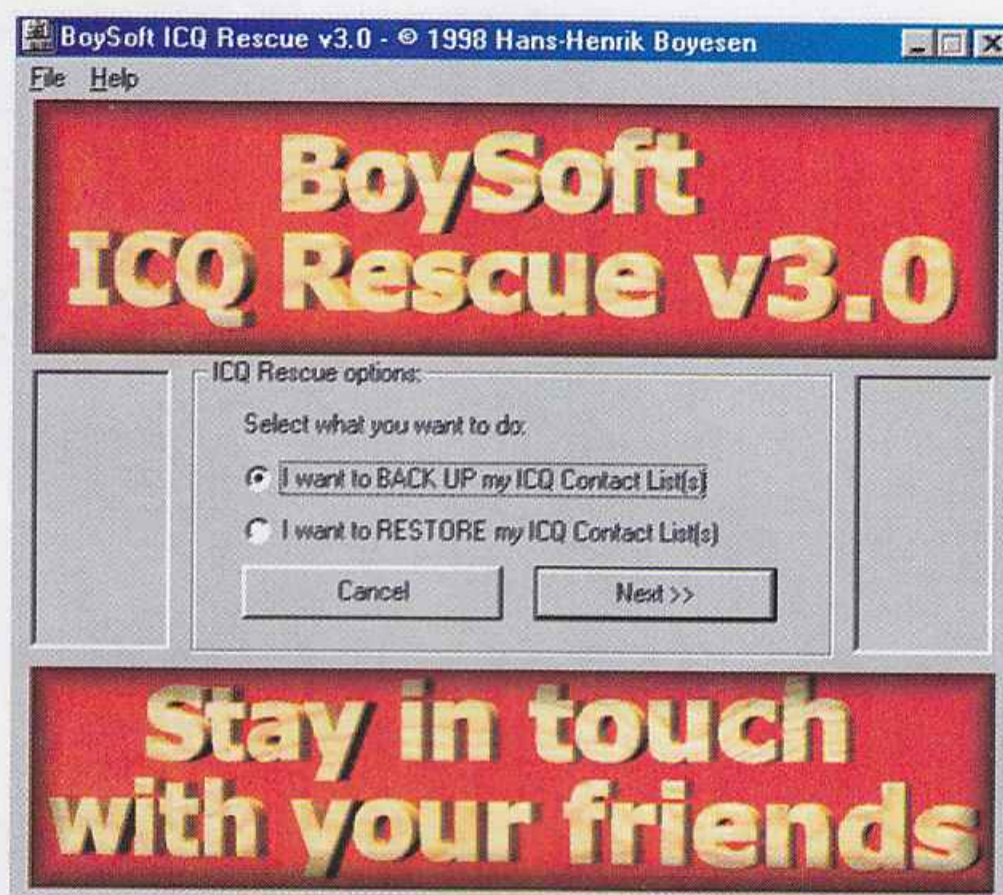 BoySoft ICQ Rescue v3.0 - © 1998 Hans-Henrik Boyesen
File Help
BoySoft
ICQ Rescue v3.0
ICQ Rescue options:
Select what you want to do:
I want to BACK UP my ICQ Contact List(s)
I want to RESTORE my ICQ Contact List(s)
Cancel Next >>
Stay in touch
with your friends